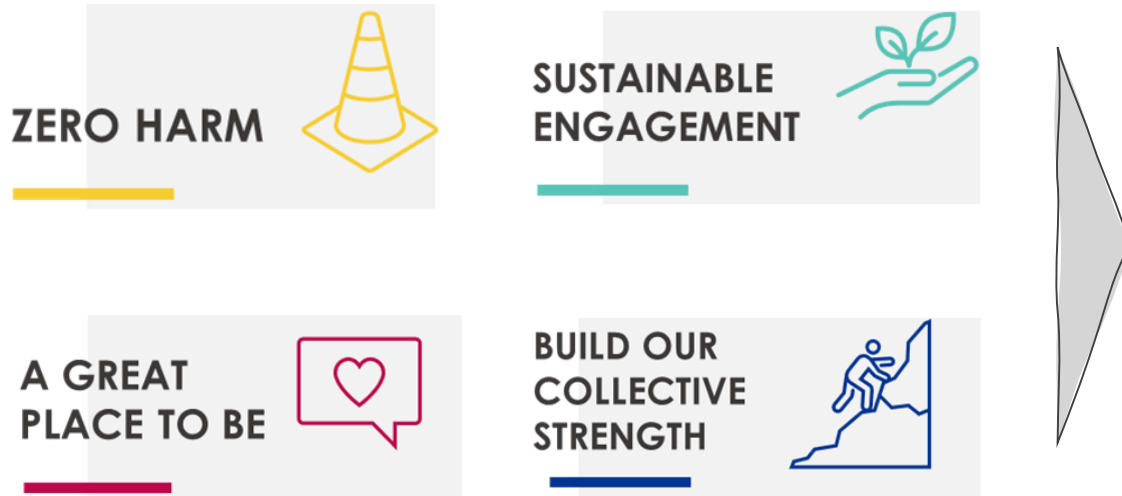 ZERO HARM
SUSTAINABLE
ENGAGEMENT
A GREAT
PLACE TO BE
BUILD OUR
COLLECTIVE
STRENGTH